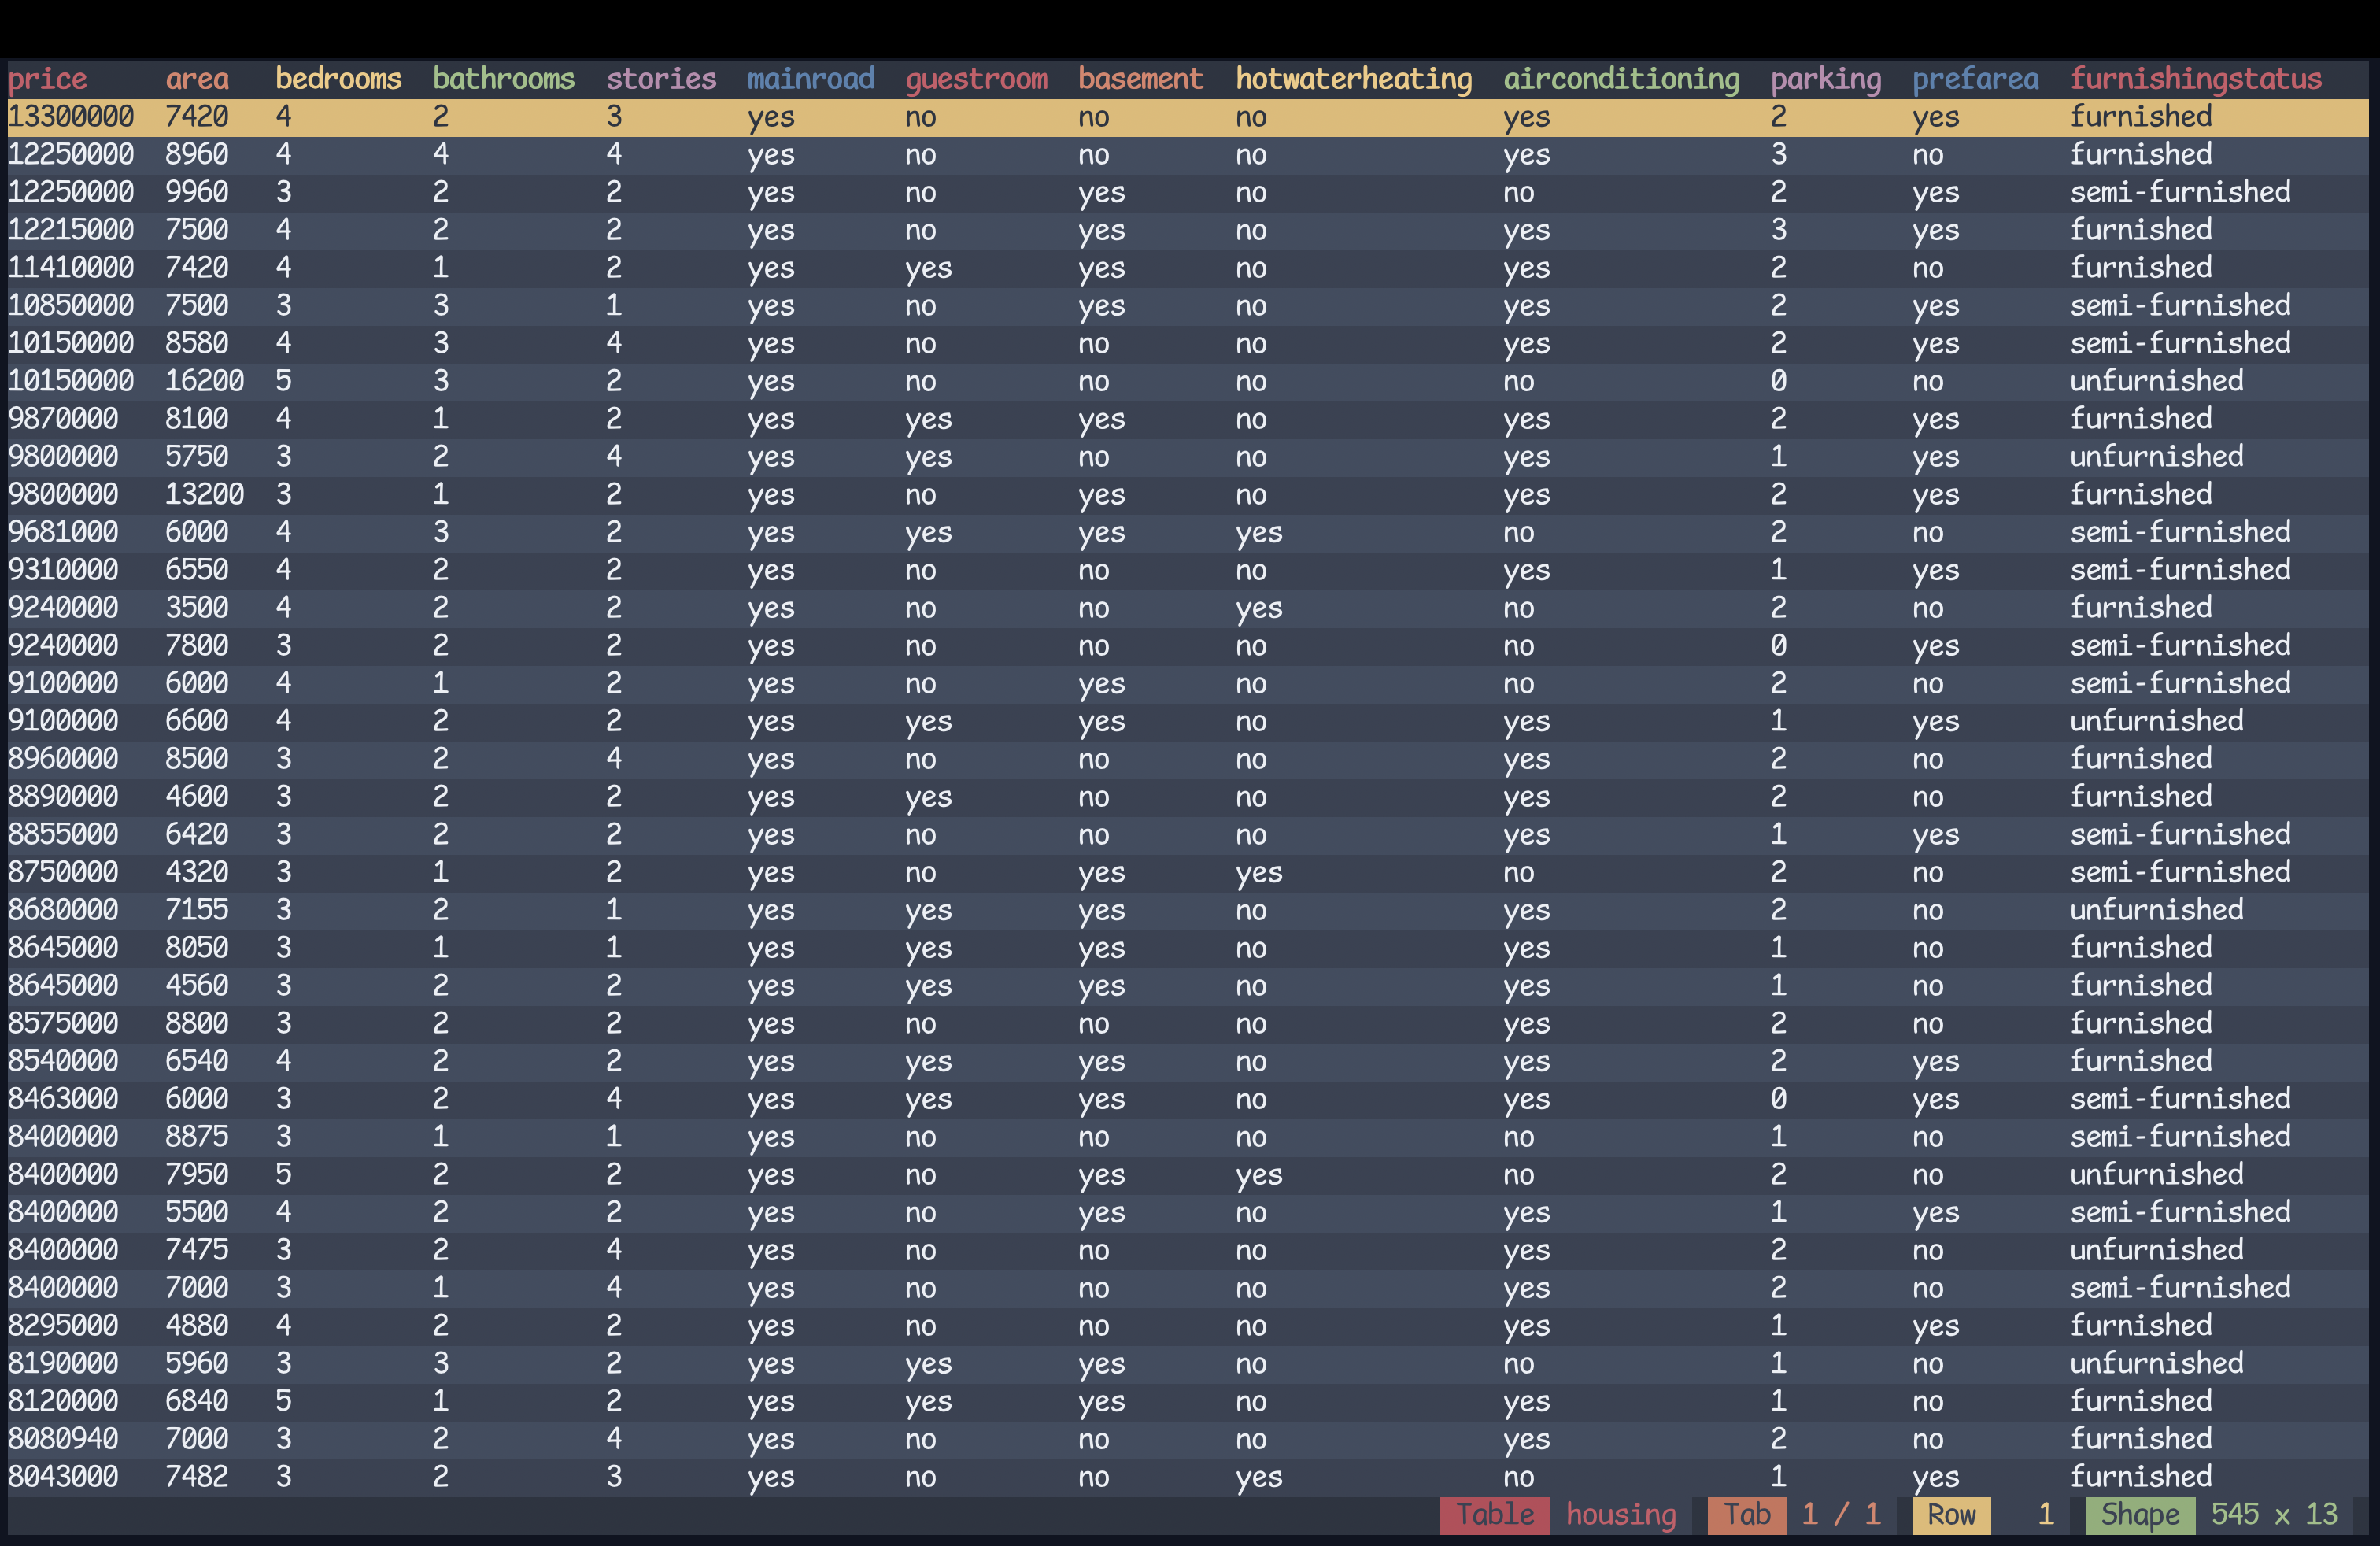 price area bedrooms bathrooms stories mainroad guestroom basement hotwaterheating airconditioning parking prefarea furnishingstatus
13300000 7420 4 2 3 yes no no no yes 2 yes furnished
12250000 8960 4 4 4 yes no no no yes 3 no furnished
12250000 9960 3 2 2 yes no yes no no 2 yes semi-furnished
12215000 7500 4 2 2 yes no yes no yes 3 yes furnished
11410000 7420 4 1 2 yes yes yes no yes 2 no furnished
10850000 7500 3 3 1 yes no yes no yes 2 yes semi-furnished
10150000 8580 4 3 4 yes no no no yes 2 yes semi-furnished
10150000 16200 5 3 2 yes no no no no 0 no unfurnished
9870000 8100 4 1 2 yes yes yes no yes 2 yes furnished
9800000 5750 3 2 4 yes yes no no yes 1 yes unfurnished
9800000 13200 3 1 2 yes no yes no yes 2 yes furnished
9681000 6000 4 3 2 yes yes yes yes no 2 no semi-furnished
9310000 6550 4 2 2 yes no no no yes 1 yes semi-furnished
9240000 3500 4 2 2 yes no no yes no 2 no furnished
9240000 7800 3 2 2 yes no no no no 0 yes semi-furnished
9100000 6000 4 1 2 yes no yes no no 2 no semi-furnished
9100000 6600 4 2 2 yes yes yes no yes 1 yes unfurnished
8960000 8500 3 2 4 yes no no no yes 2 no furnished
8890000 4600 3 2 2 yes yes no no yes 2 no furnished
8855000 6420 3 2 2 yes no no no yes 1 yes semi-furnished
8750000 4320 3 1 2 yes no yes yes no 2 no semi-furnished
8680000 7155 3 2 1 yes yes yes no yes 2 no unfurnished
8645000 8050 3 1 1 yes yes yes no yes 1 no furnished
8645000 4560 3 2 2 yes yes yes no yes 1 no furnished
8575000 8800 3 2 2 yes no no no yes 2 no furnished
8540000 6540 4 2 2 yes yes yes no yes 2 yes furnished
8463000 6000 3 2 4 yes yes yes no yes 0 yes semi-furnished
8400000 8875 3 1 1 yes no no no no 1 no semi-furnished
8400000 7950 5 2 2 yes no yes yes no 2 no unfurnished
8400000 5500 4 2 2 yes no yes no yes 1 yes semi-furnished
8400000 7475 3 2 4 yes no no no yes 2 no unfurnished
8400000 7000 3 1 4 yes no no no yes 2 no semi-furnished
8295000 4880 4 2 2 yes no no no yes 1 yes furnished
8190000 5960 3 3 2 yes yes yes no no 1 no unfurnished
8120000 6840 5 1 2 yes yes yes no yes 1 no furnished
8080940 7000 3 2 4 yes no no no yes 2 no furnished
8043000 7482 3 2 3 yes no no yes no 1 yes furnished
Table housing Tab 1 / 1 Row 1 Shape 545 x 13